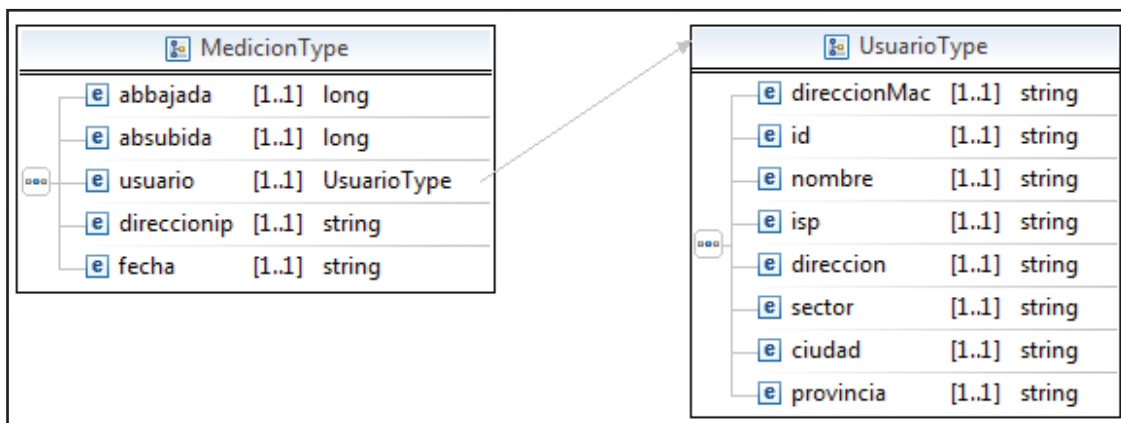 MedicionType
e abbajada [1..1] long
e absubida [1..1] long
e usuario [1..1] UsuarioType
e direccionip [1..1] string
e fecha [1..1] string
UsuarioType
e direccionMac [1..1] string
e id [1..1] string
e nombre [1..1] string
e isp [1..1] string
e direccion [1..1] string
e sector [1..1] string
e ciudad [1..1] string
e provincia [1..1] string